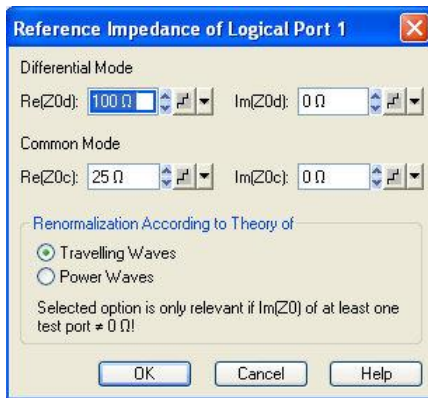 Reference Impedance of Logical Port 1
Differential Mode
Re(Z0d): 100 Ω Im(Z0d): 0 Ω
Common Mode
Re(Z0c): 25 Ω Im(Z0c): 0 Ω
Renormalization According to Theory of
Travelling Waves
Power Waves
Selected option is only relevant if Im(Z0) of at least one
test port ≠ 0 Ω!
OK Cancel Help